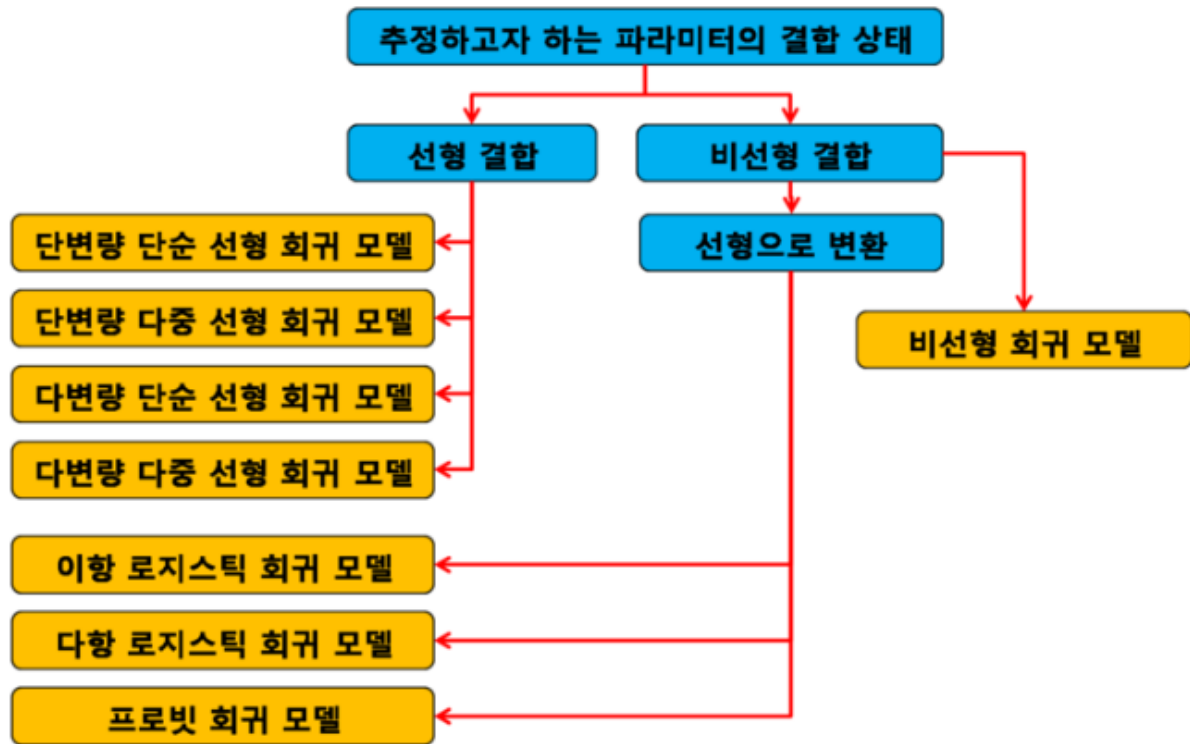 추정하고자 하는 파라미터의 결합 상태
선형 결합
비선형 결합
단변량 단순 선형 회귀 모델
선형으로 변환
단변량 다중 선형 회귀 모델
비선형 회귀 모델
다변량 단순 선형 회귀 모델
다변량 다중 선형 회귀 모델
이항 로지스틱 회귀 모델
다항 로지스틱 회귀 모델
프로빗 회귀 모델